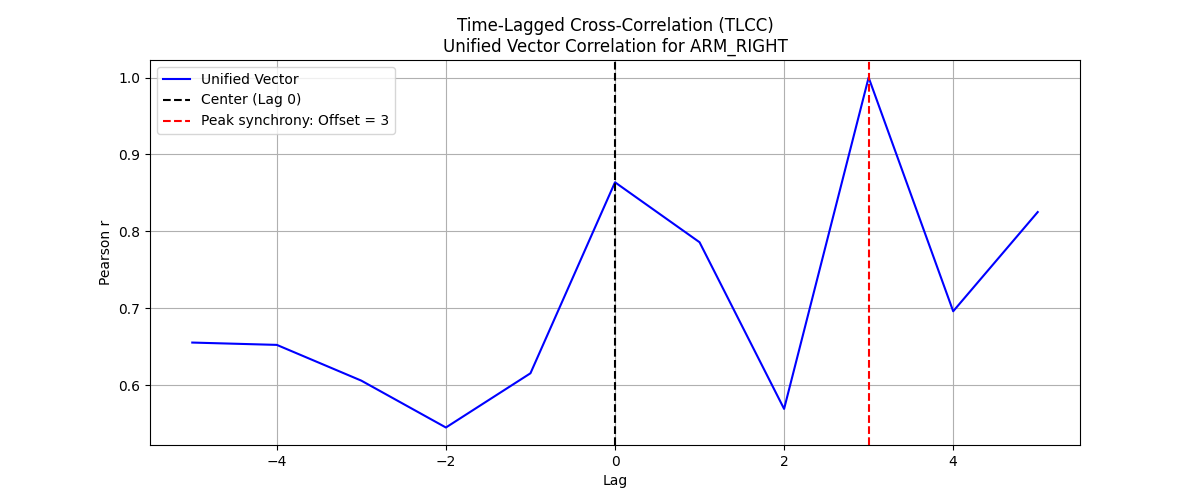 Time-Lagged Cross-Correlation (TLCC)
Unified Vector Correlation for ARM_RIGHT
Unified Vector
Center (Lag 0)
Peak synchrony: Offset = 3
1.0
0.9
0.8
0.7
0.6
Pearson r
−4
−2
0
2
4
Lag